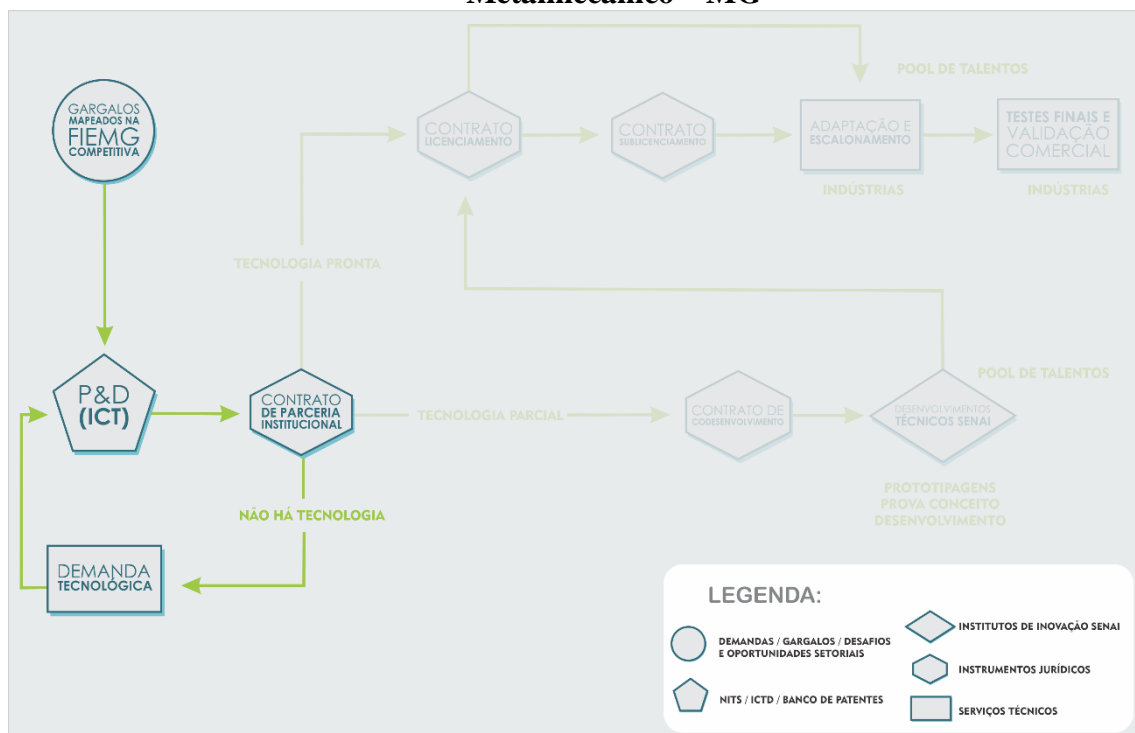 Metalmecânico – MG
GARGALOS
MAPEADOS NA
FIEMG
COMPETITIVA
POOL DE TALENTOS
CONTRATO
LICENCIAMENTO
CONTRATO
SUBLICENCIAMENTO
ADAPTAÇÃO E
ESCALONAMENTO
TESTES FINAIS E
VALIDAÇÃO
COMERCIAL
INDÚSTRIAS
INDÚSTRIAS
TECNOLOGIA PRONTA
P&D
(ICT)
CONTRATO
DE PARCERIA
INSTITUCIONAL
TECNOLOGIA PARCIAL
CONTRATO DE
CODESENVOLVIMENTO
POOL DE TALENTOS
DESENVOLVIMENTOS
TÉCNICOS SENAI
PROTOTIPAGENS
PROVA CONCEITO
DESENVOLVIMENTO
NÃO HÁ TECNOLOGIA
DEMANDA
TECNOLÓGICA
LEGENDA:
DEMANDAS / GARGALOS / DESAFIOS
E OPORTUNIDADES SETORIAIS
NITS / ICTD / BANCO DE PATENTES
INSTITUTOS DE INOVAÇÃO SENAI
INSTRUMENTOS JURÍDICOS
SERVIÇOS TÉCNICOS